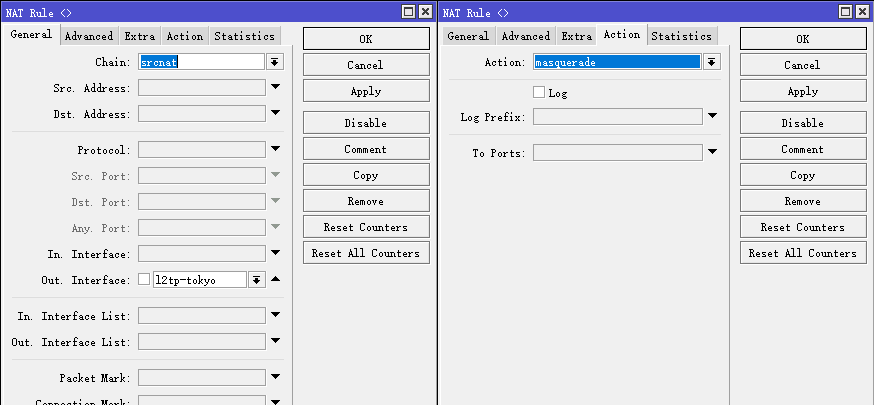 NAT Rule <>
General Advanced Extra Action Statistics
Chain: srcnat
Src. Address:
Dst. Address:
Protocol:
Src. Port:
Dst. Port:
Any. Port:
In. Interface:
Out. Interface: l2tp-tokyo
In. Interface List:
Out. Interface List:
Packet Mark:
Connection Mark:
OK
Cancel
Apply
Disable
Comment
Copy
Remove
Reset Counters
Reset All Counters
NAT Rule <>
General Advanced Extra Action Statistics
Action: masquerade
Log
Log Prefix:
To Ports:
OK
Cancel
Apply
Disable
Comment
Copy
Remove
Reset Counters
Reset All Counters